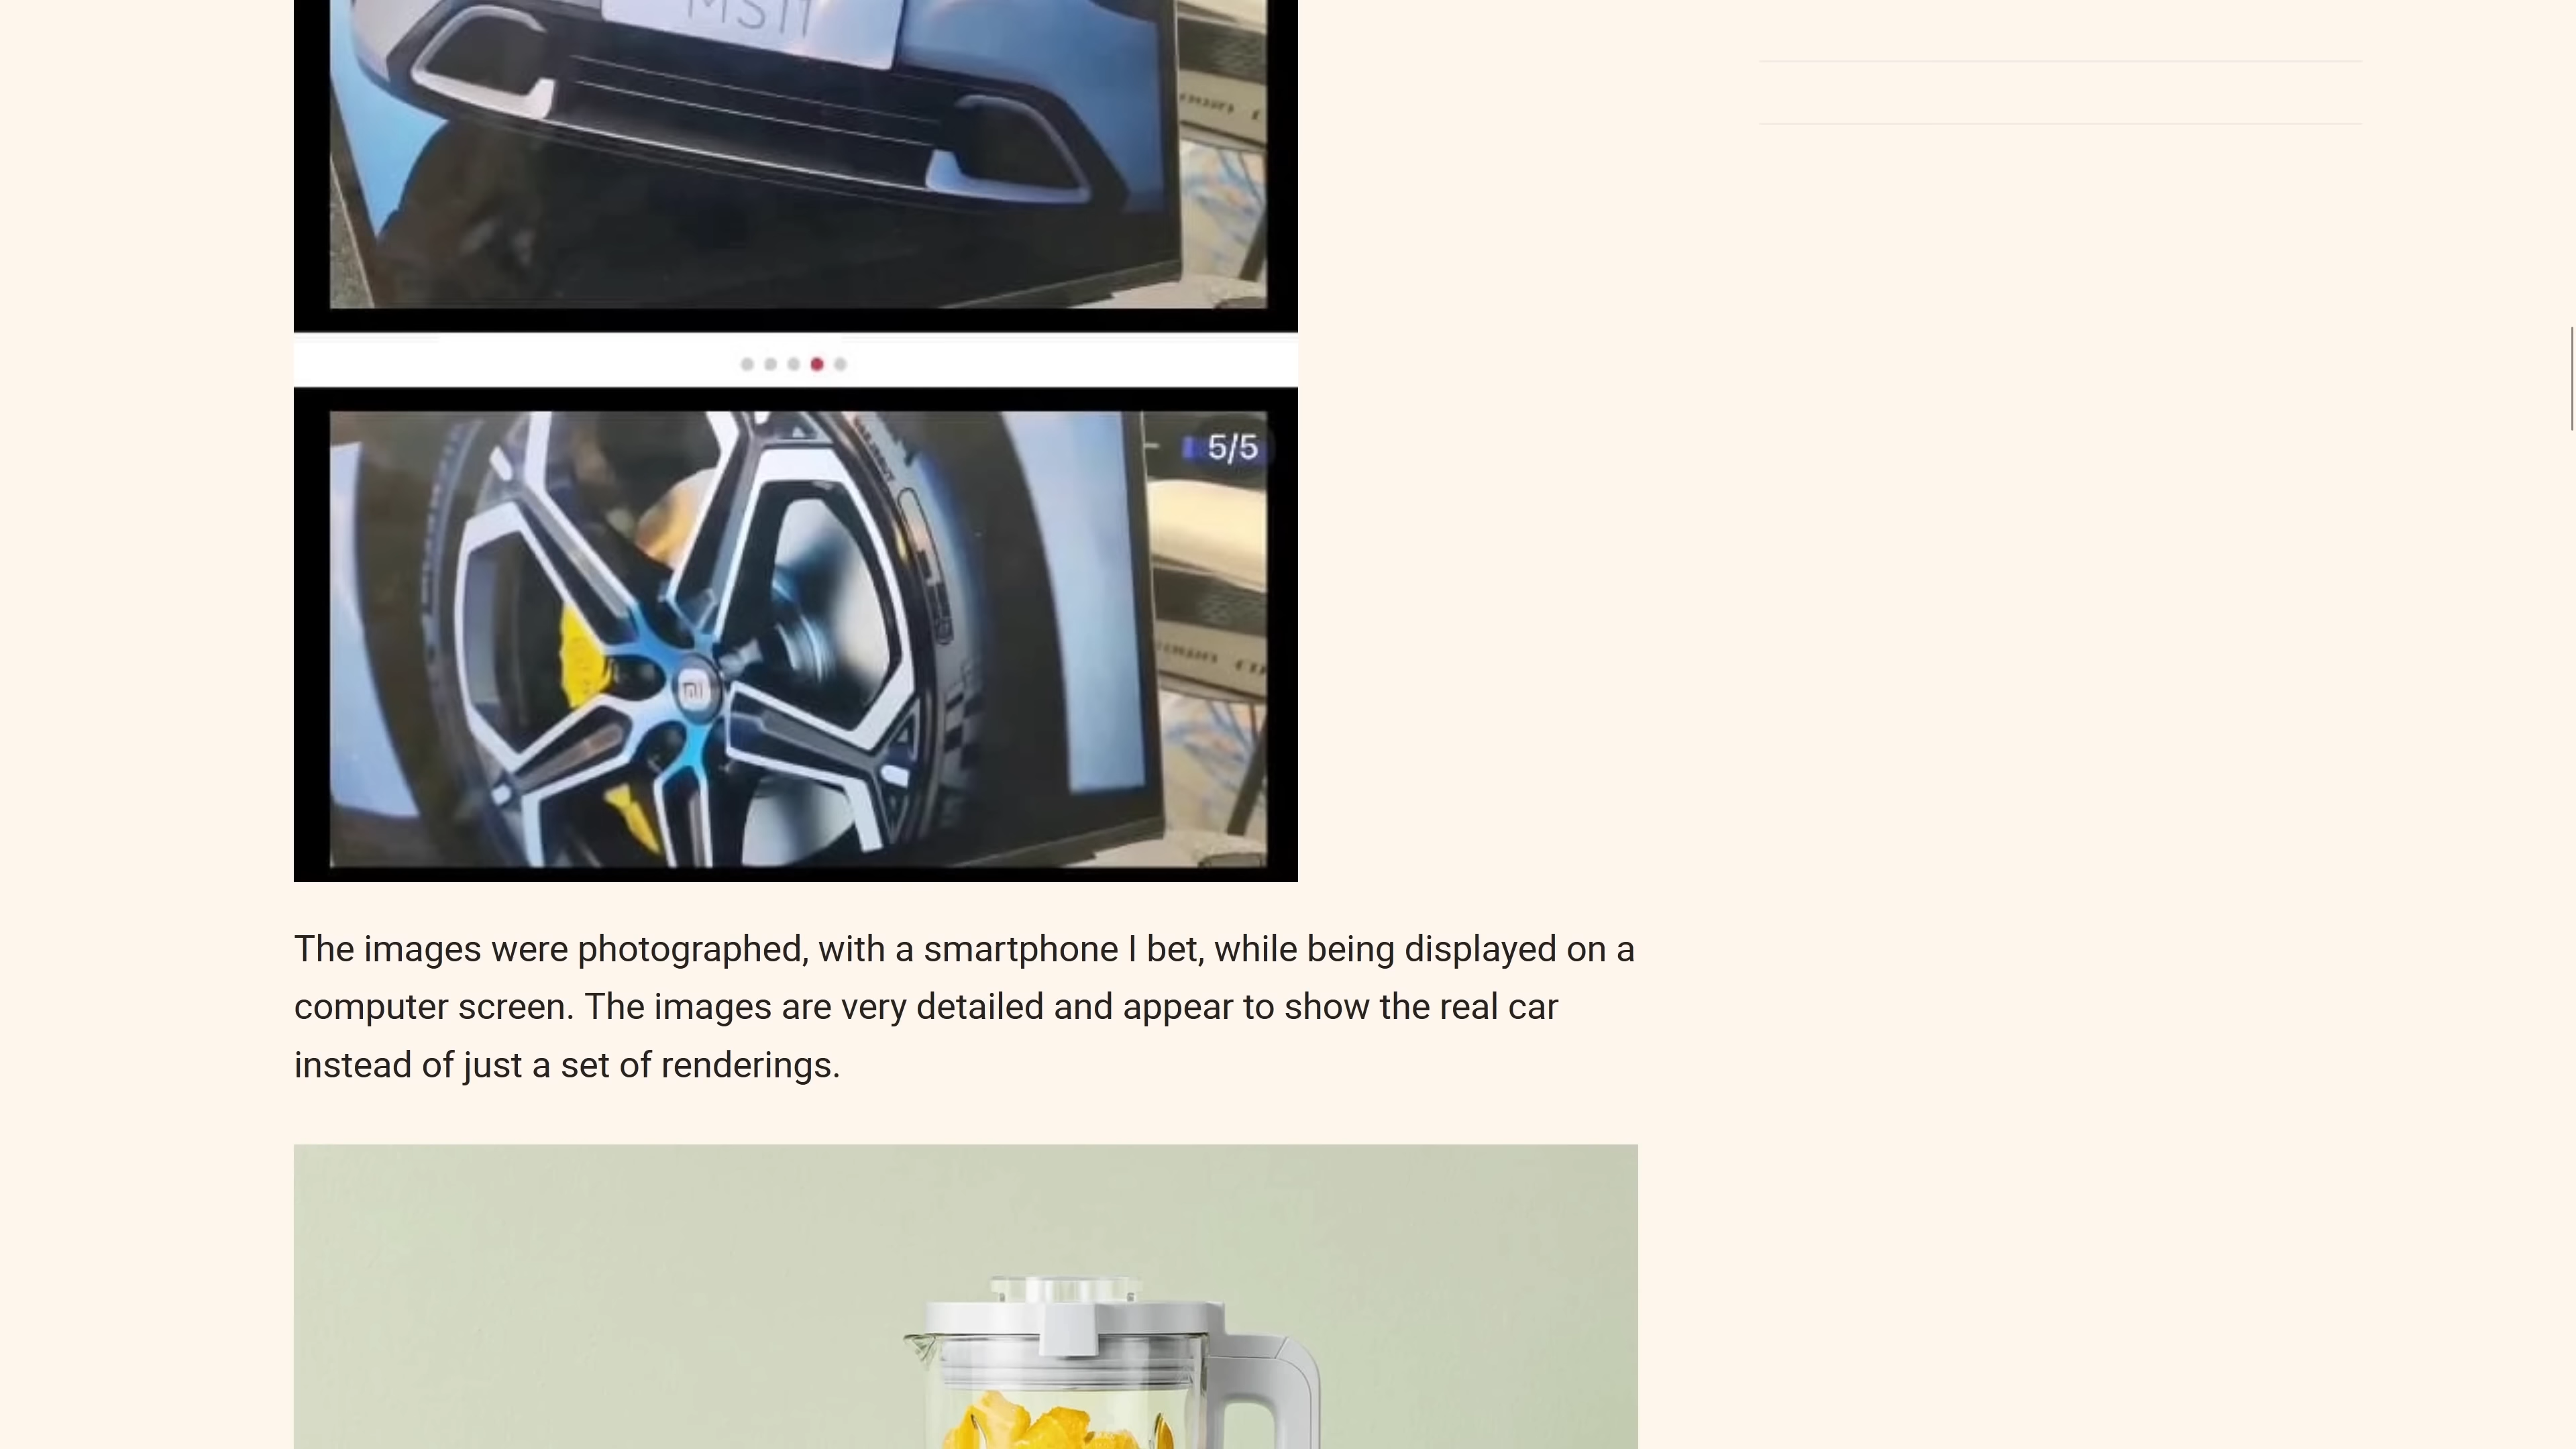 MS11
5/5
The images were photographed, with a smartphone I bet, while being displayed on a
computer screen. The images are very detailed and appear to show the real car
instead of just a set of renderings.